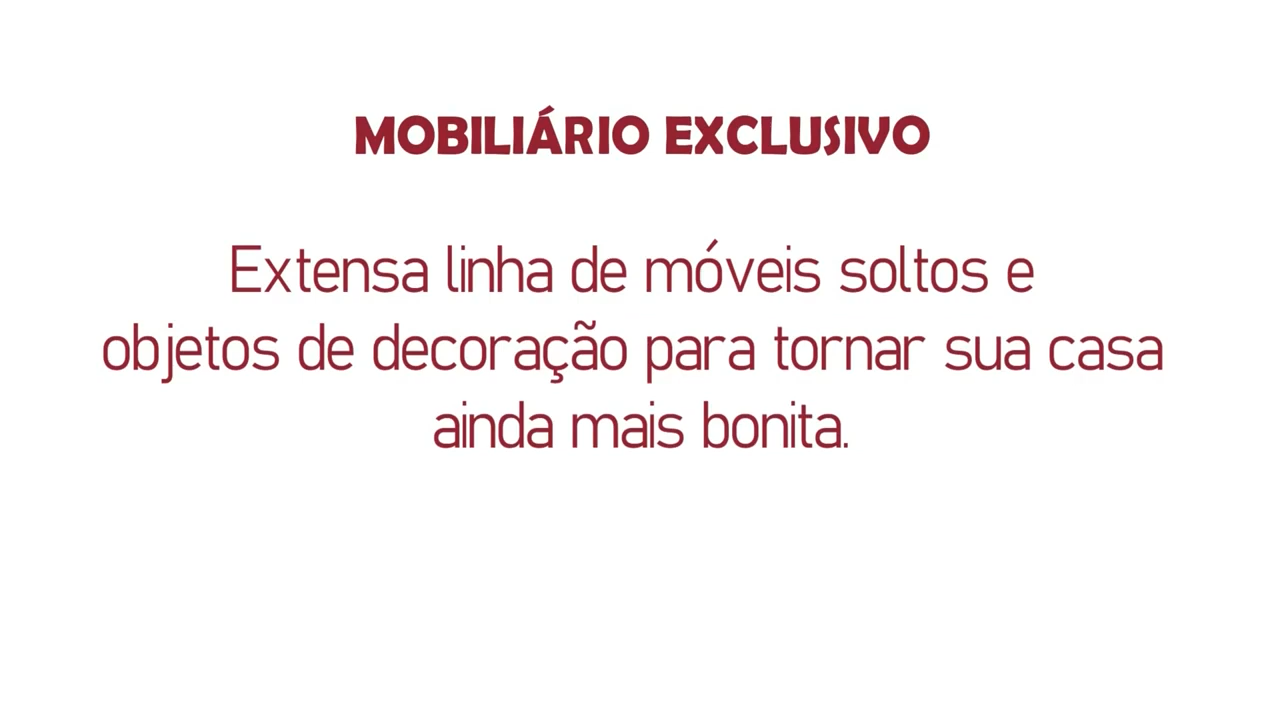 MOBILIÁRIO EXCLUSIVO
Extensa linha de móveis soltos e
objetos de decoração para tornar sua casa
ainda mais bonita.